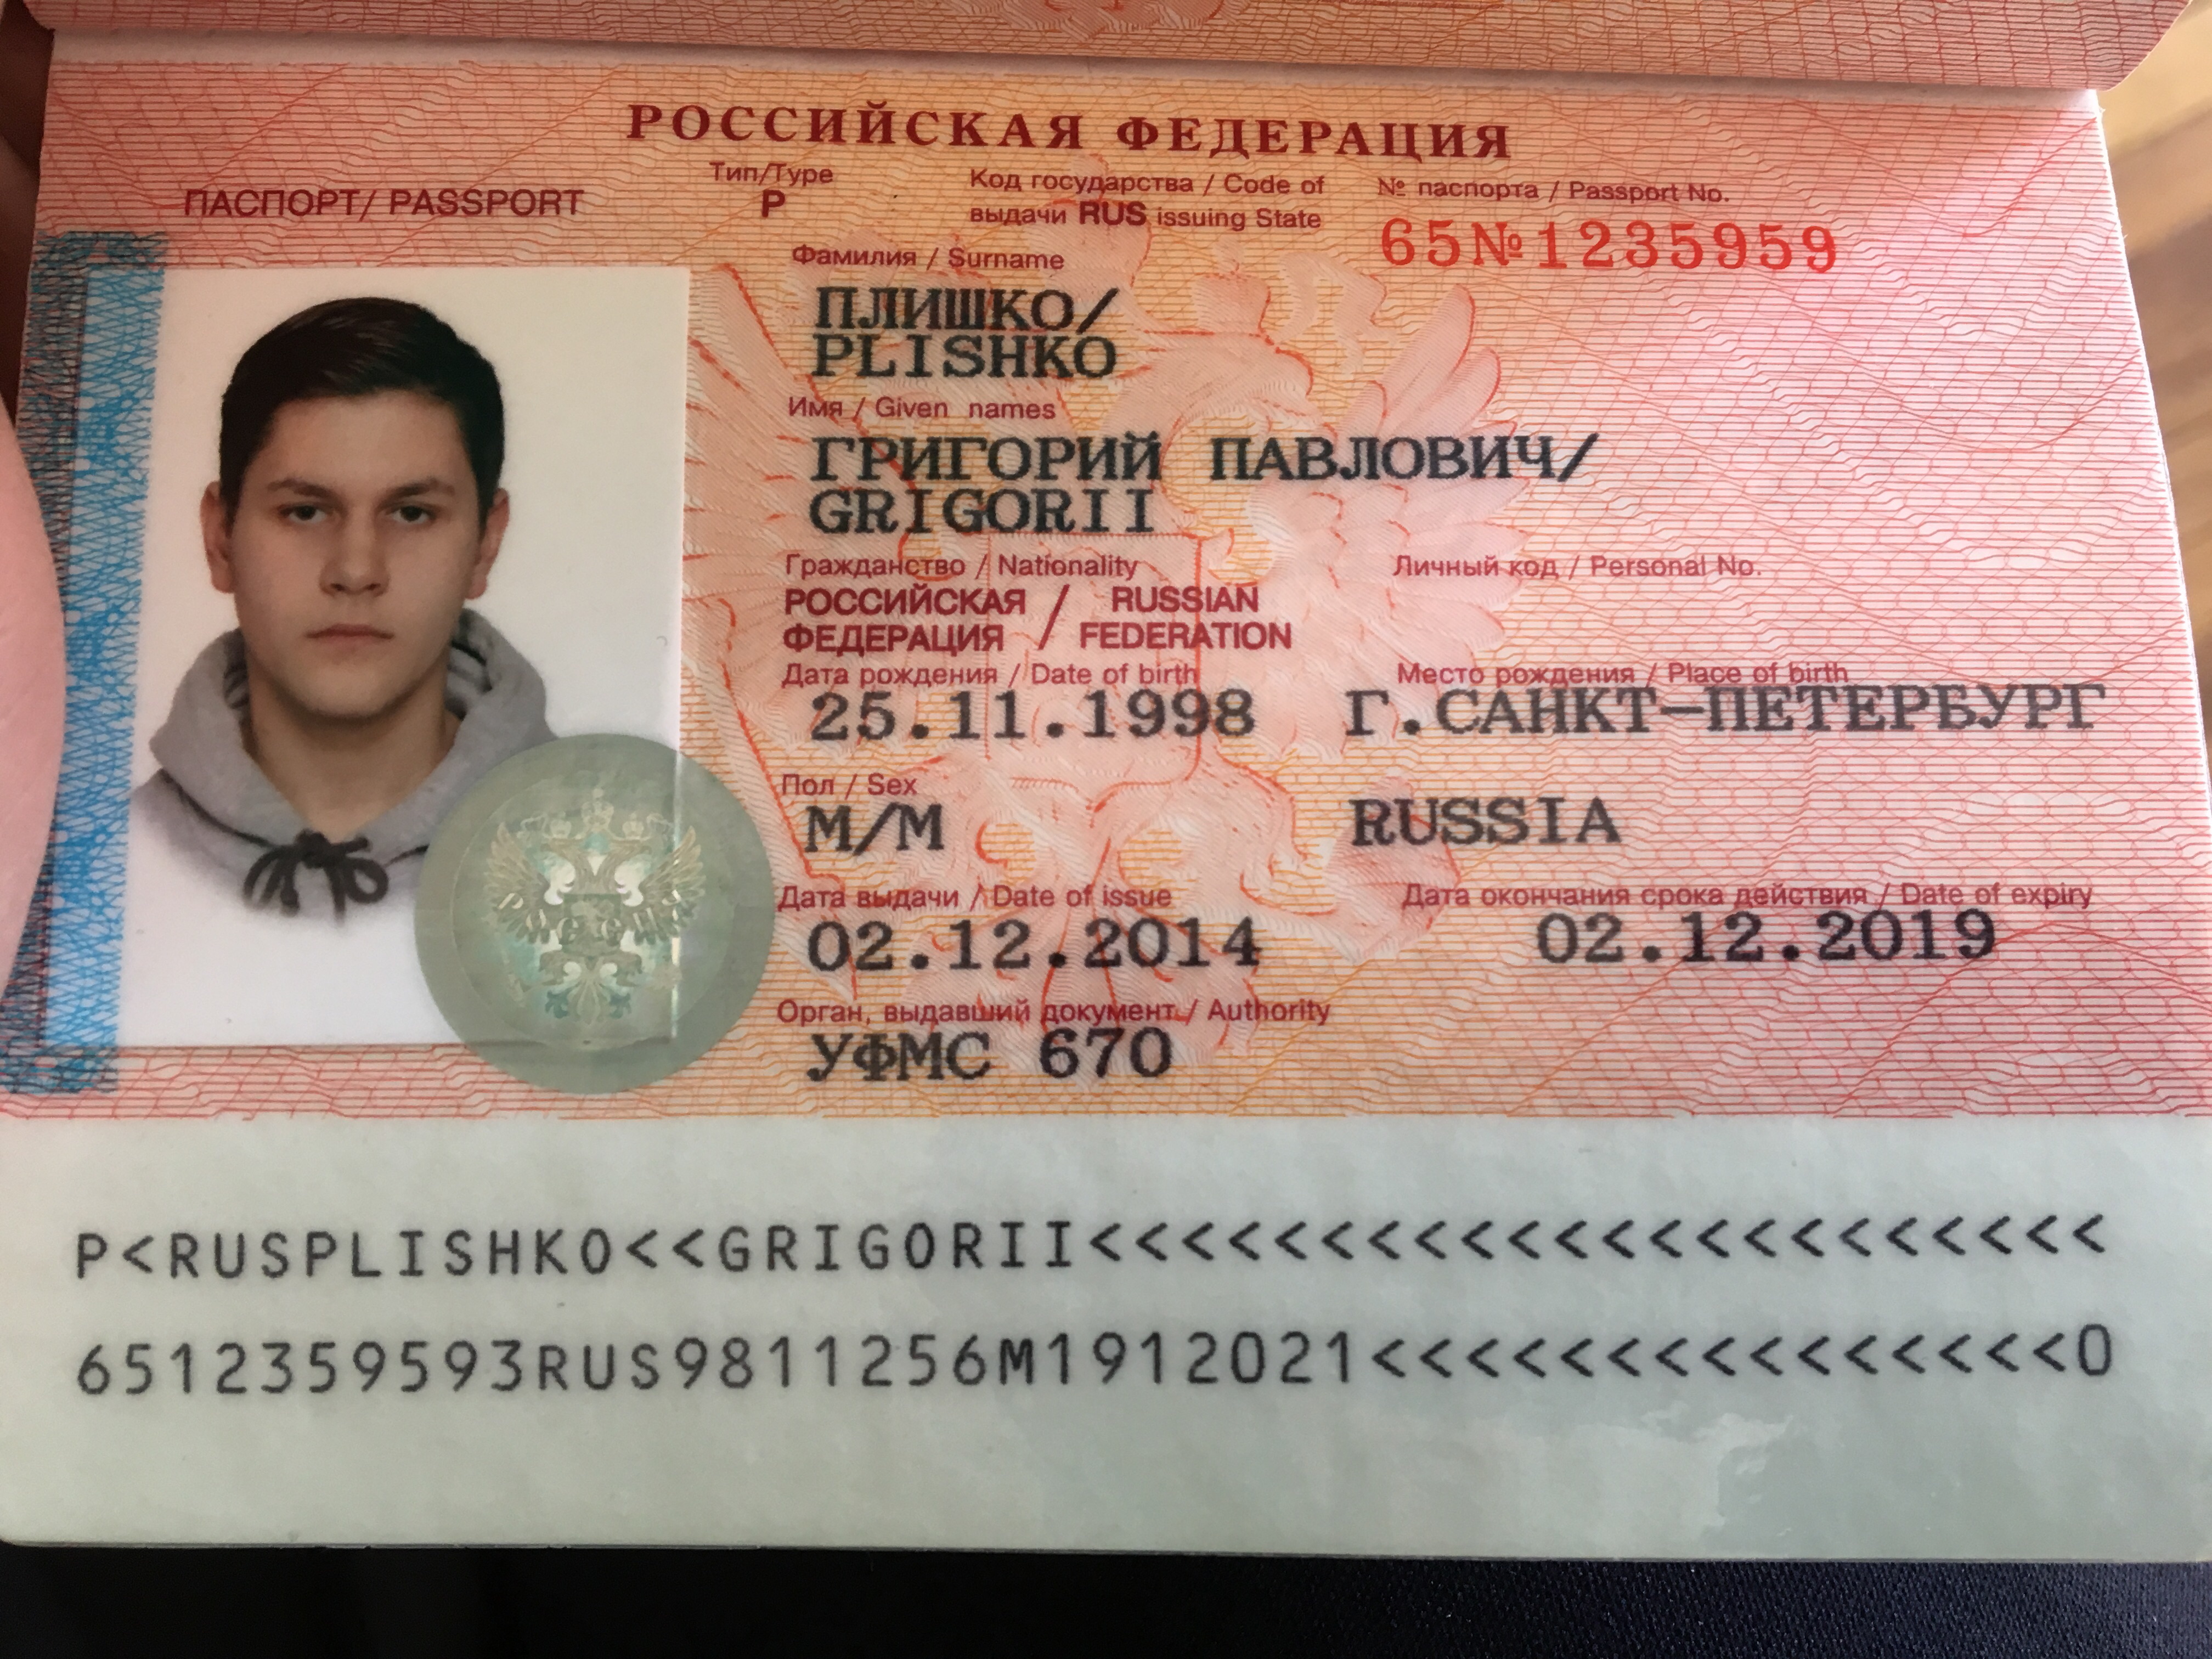 РОССИЙСКАЯ ФЕДЕРАЦИЯ
ПАСПОРТ/ PASSPORT
Тип/Type
P
Код государства / Code of
выдачи RUS issuing State
№ паспорта / Passport No.
65№1235959
Фамилия / Surname
ПЛИШКО/
PLISHKO
Имя / Given names
ГРИГОРИЙ ПАВЛОВИЧ/
GRIGORII
Гражданство / Nationality
РОССИЙСКАЯ / RUSSIAN
ФЕДЕРАЦИЯ / FEDERATION
Личный код / Personal No.
Дата рождения / Date of birth
25.11.1998
Место рождения / Place of birth
Г.САНКТ-ПЕТЕРБУРГ
Пол / Sex
М/M
RUSSIA
Дата выдачи / Date of issue
02.12.2014
Дата окончания срока действия / Date of expiry
02.12.2019
Орган, выдавший документ / Authority
УФМС 670
P<RUSPLISHKO<<GRIGORII<<<<<<<<<<<<<<<<<<<<<<
6512359593RUS9811256M1912021<<<<<<<<<<<<<<<0